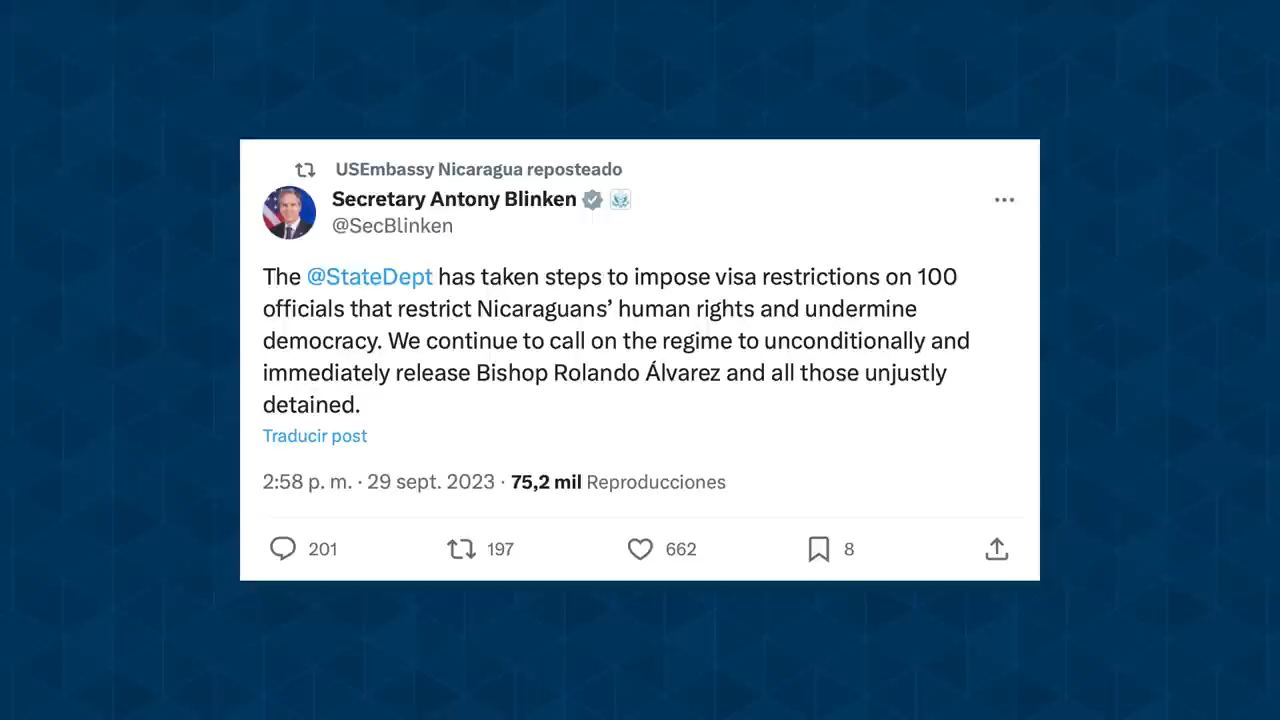 USEmbassy Nicaragua reposteado
Secretary Antony Blinken
@SecBlinken
The @StateDept has taken steps to impose visa restrictions on 100
officials that restrict Nicaraguans’ human rights and undermine
democracy. We continue to call on the regime to unconditionally and
immediately release Bishop Rolando Álvarez and all those unjustly
detained.
Traducir post
2:58 p. m. · 29 sept. 2023 · 75,2 mil Reproducciones
201 197 662 8